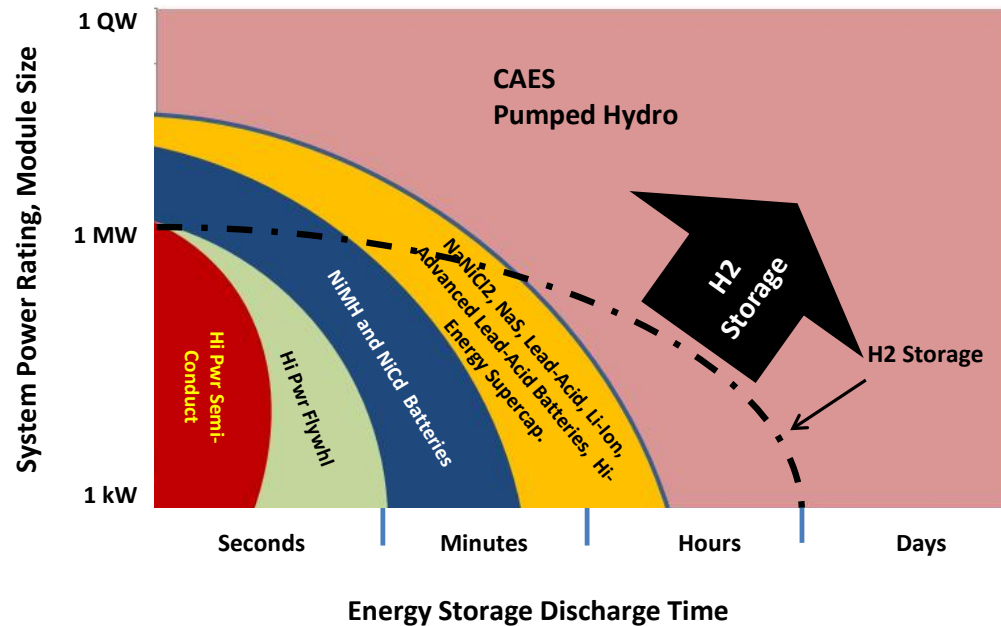 1 QW
System Power Rating, Module Size
CAES
Pumped Hydro
1 MW
NaNiCl2, NaS, Lead-Acid, Li-Ion,
Advanced Lead-Acid Batteries, Hi-
Energy Supercap.
NiMH and NiCd Batteries
Hi Pwr Flywhl
Hi Pwr Semi-
Conduct
H2
Storage
H2 Storage
1 kW
Seconds
Minutes
Hours
Days
Energy Storage Discharge Time